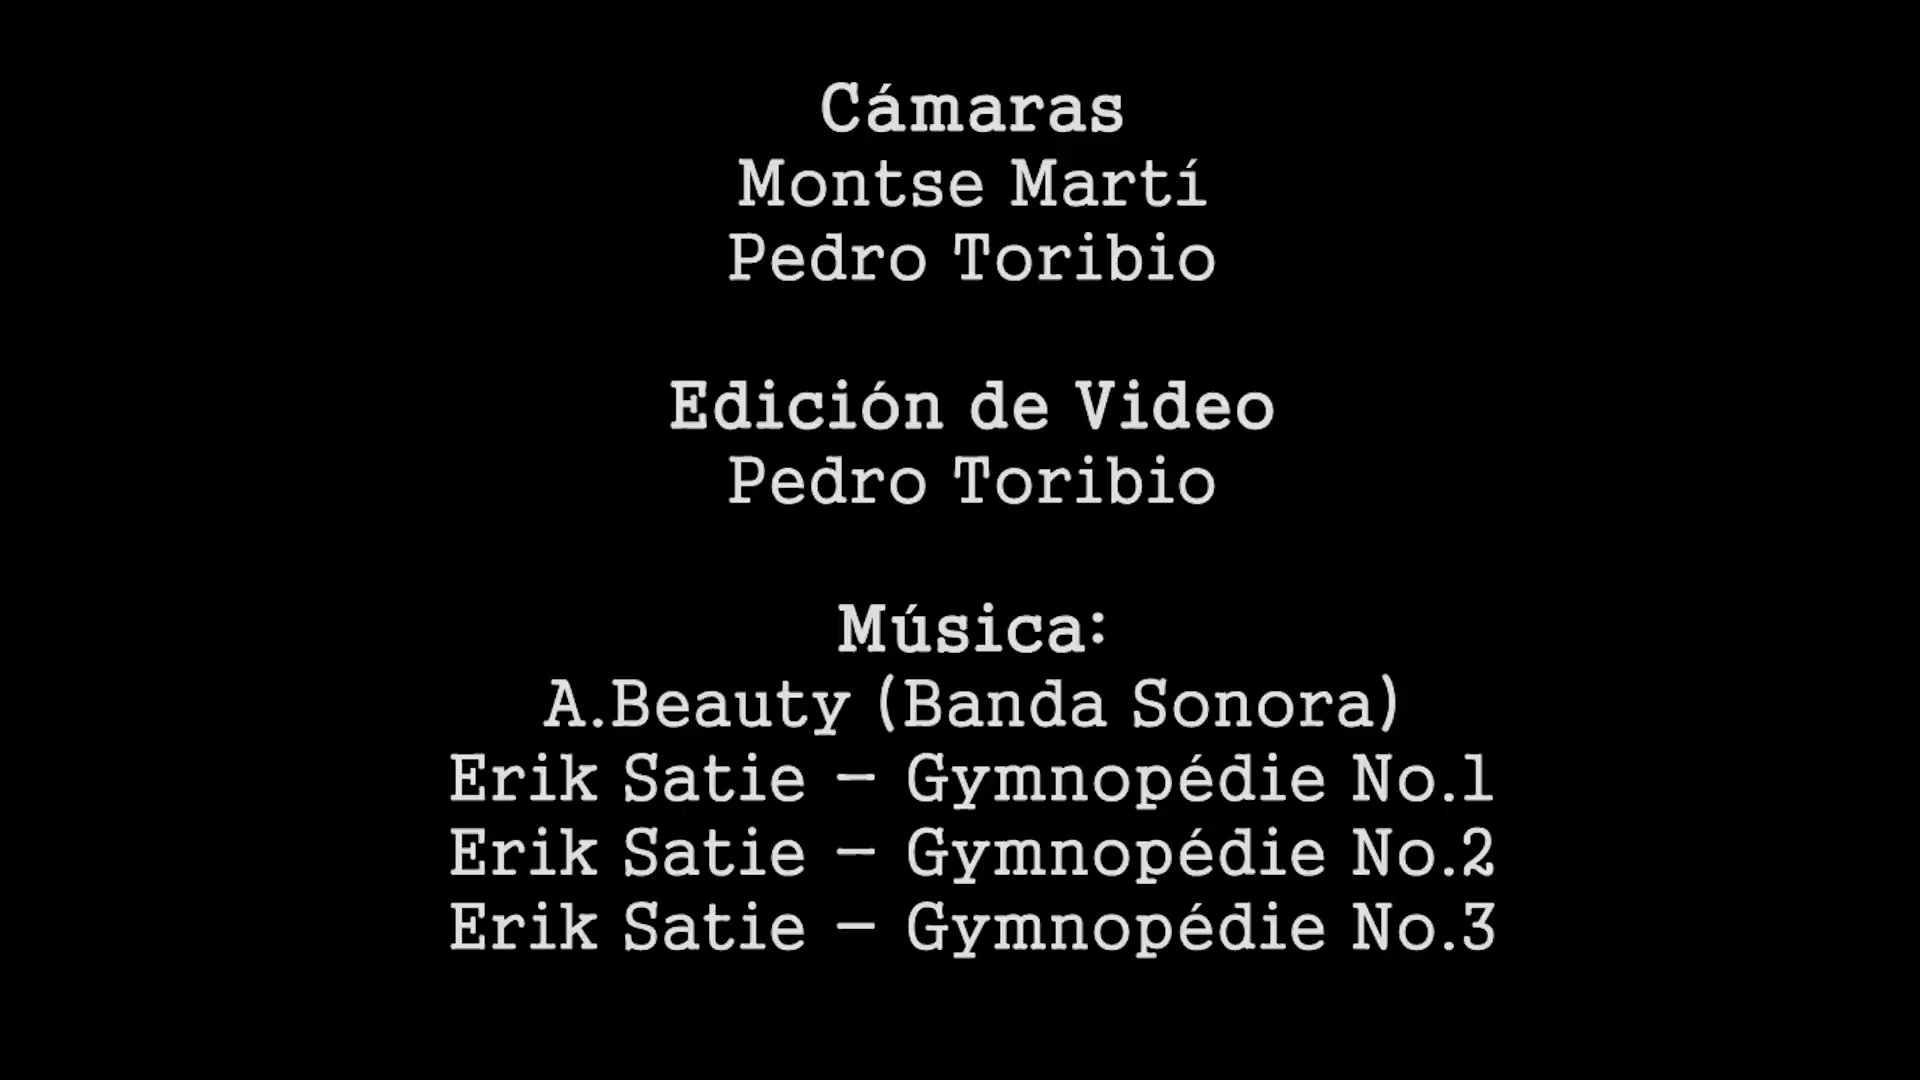 Cámaras
Montse Martí
Pedro Toribio
Edición de Video
Pedro Toribio
Música:
A.Beauty (Banda Sonora)
Erik Satie – Gymnopédie No.1
Erik Satie – Gymnopédie No.2
Erik Satie – Gymnopédie No.3